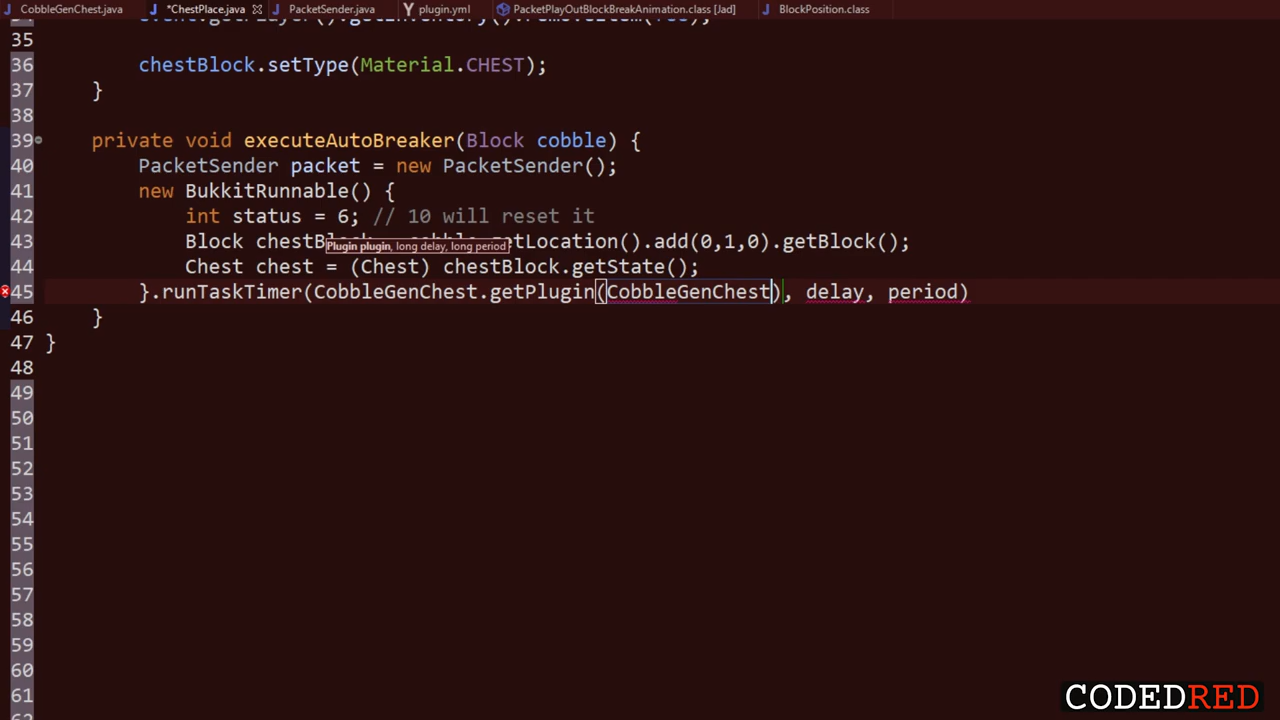 CobbleGenChest.java *ChestPlace.java PacketSender.java plugin.yml PacketPlayOutBlockBreakAnimation.class [Jad] BlockPosition.class
35
36 chestBlock.setType(Material.CHEST);
37 }
38
39 private void executeAutoBreaker(Block cobble) {
40 PacketSender packet = new PacketSender();
41 new BukkitRunnable() {
42 int status = 6; // 10 will reset it
43 Block chestB etLocation().add(0,1,0).getBlock();
Plugin plugin, long delay, long period
44 Chest chest = (Chest) chestBlock.getState();
45 }.runTaskTimer(CobbleGenChest.getPlugin(CobbleGenChest), delay, period)
46 }
47 }
48
49
50
51
52
53
54
55
56
57
58
59
60
61
CODEDRED